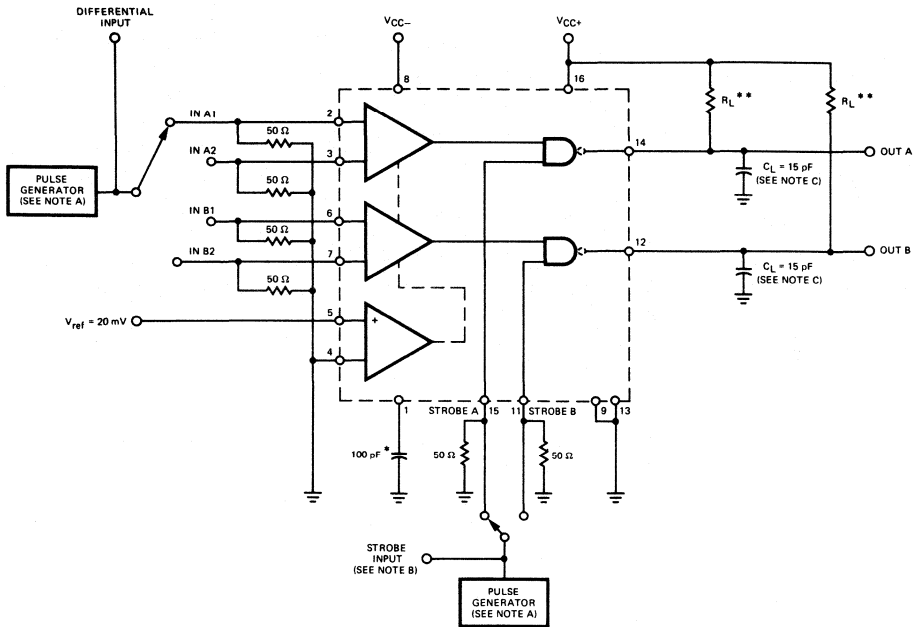 DIFFERENTIAL
INPUT
VCC−
VCC+
8
16
RL**
RL**
IN A1
2
50 Ω
IN A2
3
14
OUT A
PULSE
GENERATOR
(SEE NOTE A)
50 Ω
CL = 15 pF
(SEE NOTE C)
IN B1
6
50 Ω
12
OUT B
IN B2
7
50 Ω
CL = 15 pF
(SEE NOTE C)
Vref = 20 mV
5
+
4
1
STROBE A
15
11
STROBE B
9
13
100 pF*
50 Ω
50 Ω
STROBE
INPUT
(SEE NOTE B)
PULSE
GENERATOR
(SEE NOTE A)